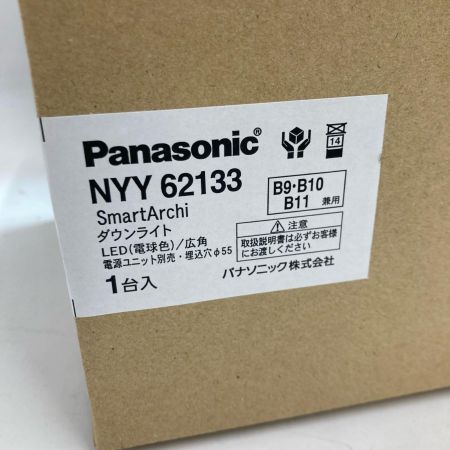 Panasonic®
NYY 62133
SmartArchi
ダウンライト
LED(電球色)/広角
電源ユニット別売・埋込穴φ55
1台入
14
B9・B10
B11 兼用
⚠注意
取扱説明書は必ずお客様
にお渡しください
パナソニック株式会社